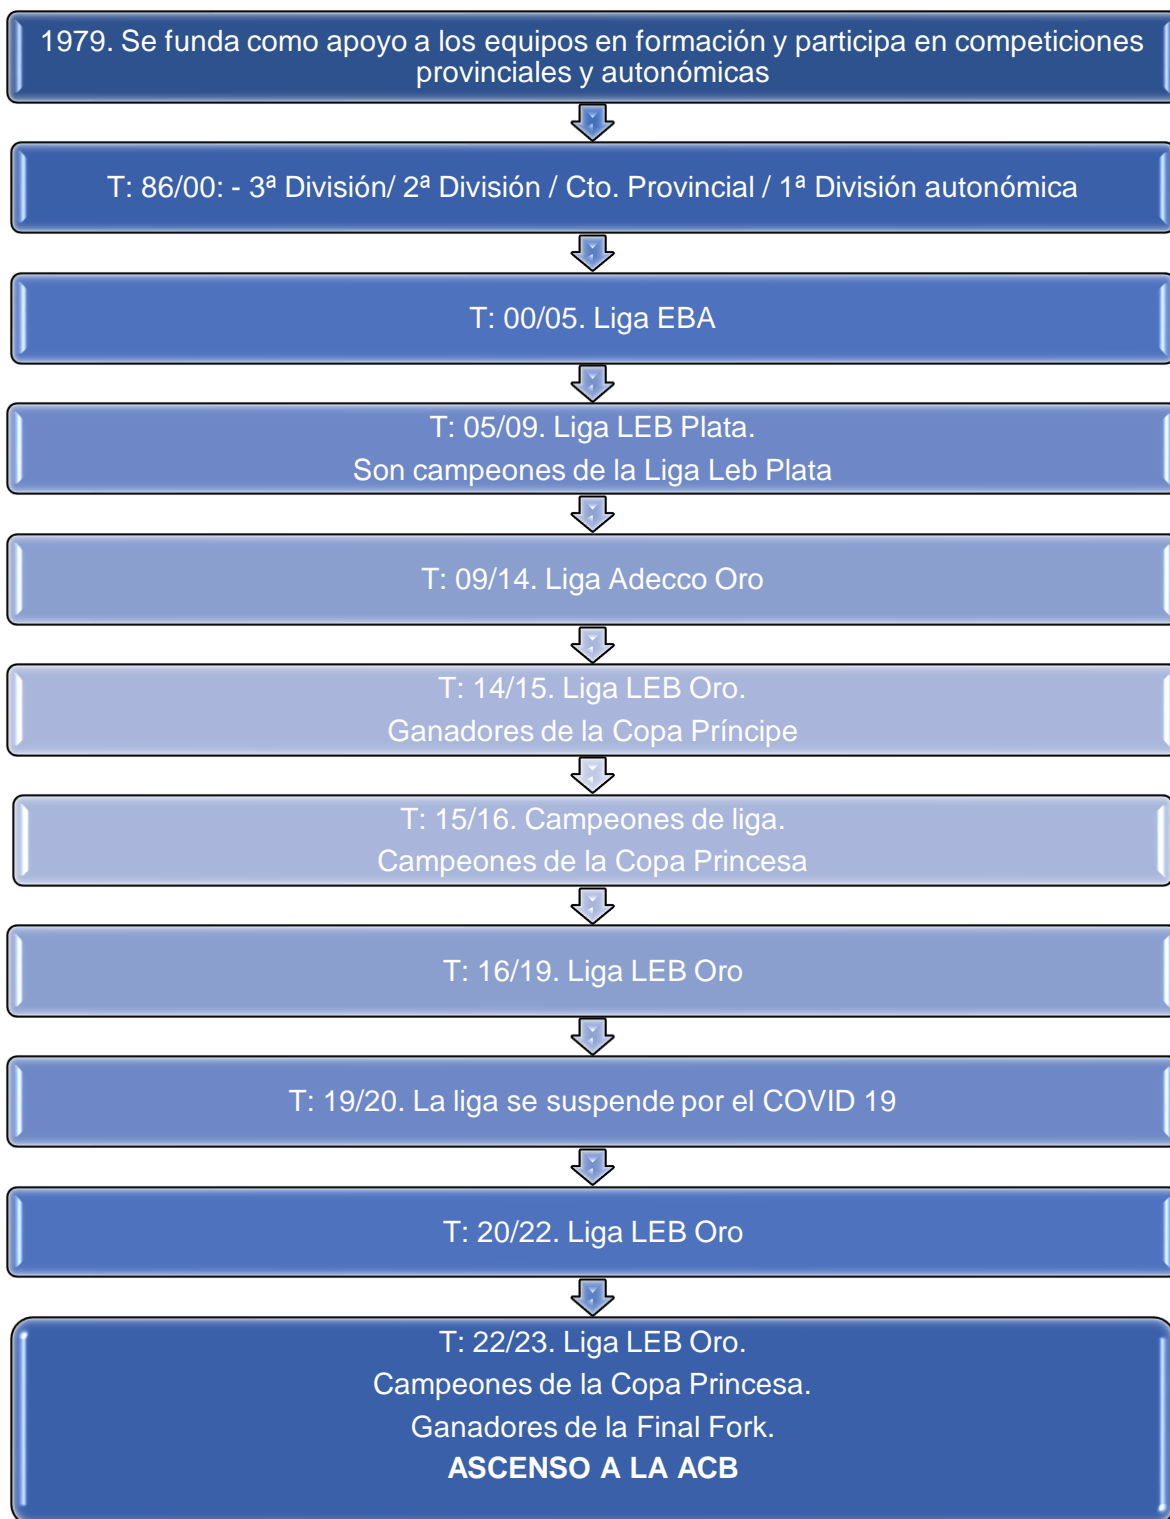 1979. Se funda como apoyo a los equipos en formación y participa en competiciones
provinciales y autonómicas
T: 86/00: - 3ª División/ 2ª División / Cto. Provincial / 1ª División autonómica
T: 00/05. Liga EBA
T: 05/09. Liga LEB Plata.
Son campeones de la Liga Leb Plata
T: 09/14. Liga Adecco Oro
T: 14/15. Liga LEB Oro.
Ganadores de la Copa Príncipe
T: 15/16. Campeones de liga.
Campeones de la Copa Princesa
T: 16/19. Liga LEB Oro
T: 19/20. La liga se suspende por el COVID 19
T: 20/22. Liga LEB Oro
T: 22/23. Liga LEB Oro.
Campeones de la Copa Princesa.
Ganadores de la Final Fork.
ASCENSO A LA ACB